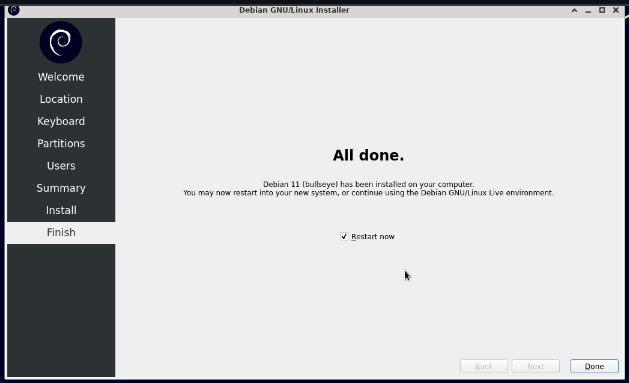 Debian GNU/Linux Installer
Welcome
Location
Keyboard
Partitions
Users
Summary
Install
Finish
All done.
Debian 11 (bullseye) has been installed on your computer.
You may now restart into your new system, or continue using the Debian GNU/Linux Live environment.
Restart now
Back
Next
Done